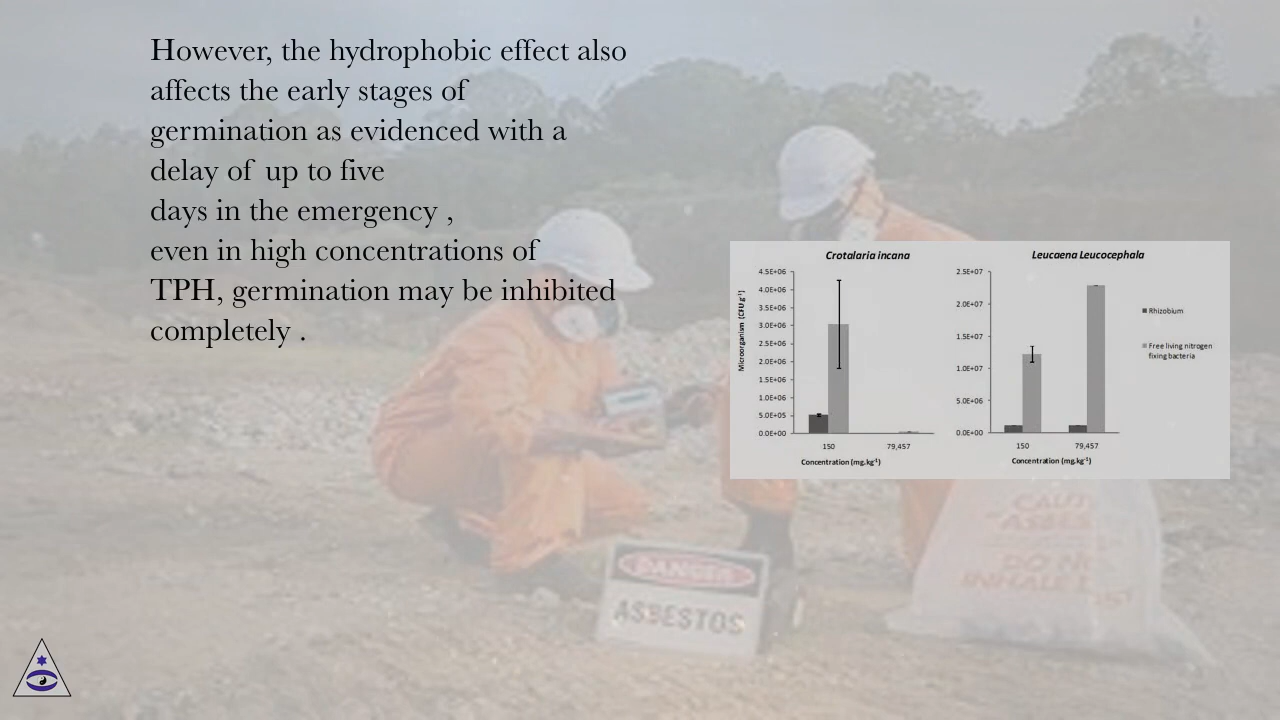 However, the hydrophobic effect also
affects the early stages of
germination as evidenced with a
delay of up to five
days in the emergency ,
even in high concentrations of
TPH, germination may be inhibited
completely .
Crotalaria incana
Leucaena Leucocephala
Microorganism (CFU g-1)
4.5E+06
4.0E+06
3.5E+06
3.0E+06
2.5E+06
2.0E+06
1.5E+06
1.0E+06
5.0E+05
0.0E+00
150
79,457
Concentration (mg.kg-1)
2.5E+07
2.0E+07
1.5E+07
1.0E+07
5.0E+06
0.0E+00
150
79,457
Concentration (mg.kg-1)
Rhizobium
Free living nitrogen
fixing bacteria
DANGER
ASBESTOS
DO
INHALE